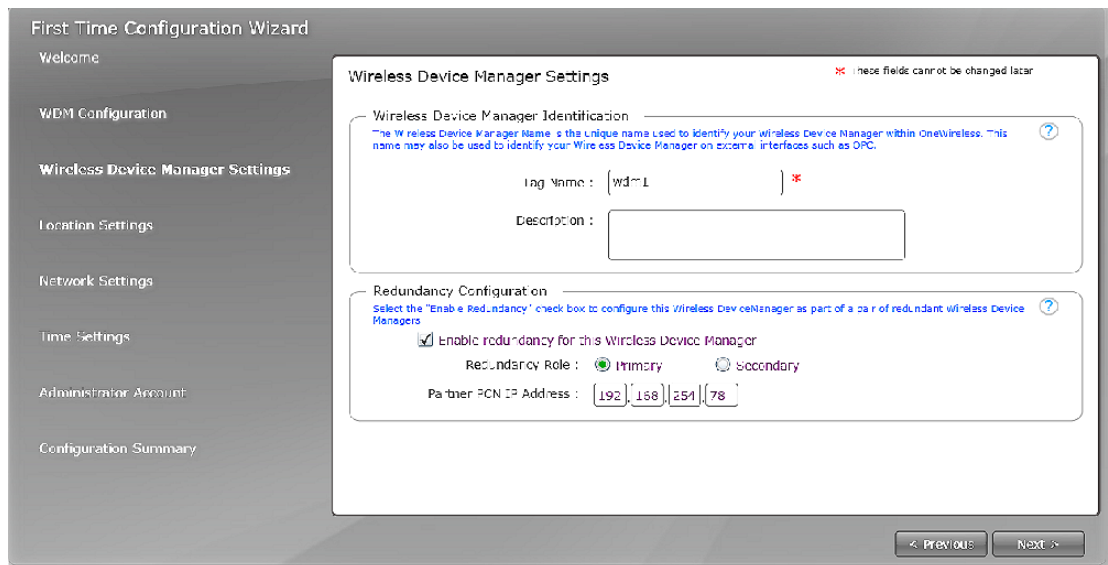 First Time Configuration Wizard
Welcome
WDM Configuration
Wireless Device Manager Settings
Location Settings
Network Settings
Time Settings
Administrator Account
Configuration Summary
Wireless Device Manager Settings
* These fields cannot be changed later
Wireless Device Manager Identification
The Wireless Device Manager Name is the unique name used to identify your Wireless Device Manager within OneWireless. This
name may also be used to identify your Wireless Device Manager on external interfaces such as OPC.
?
Tag Name : wdm1 *
Description :
Redundancy Configuration
Select the "Enable Redundancy" check box to configure this Wireless DeviceManager as part of a pair of redundant Wireless Device
Managers
?
Enable redundancy for this Wireless Device Manager
Redundancy Role : Primary Secondary
Partner PCN IP Address : 192.168.254.78
< Previous Next >